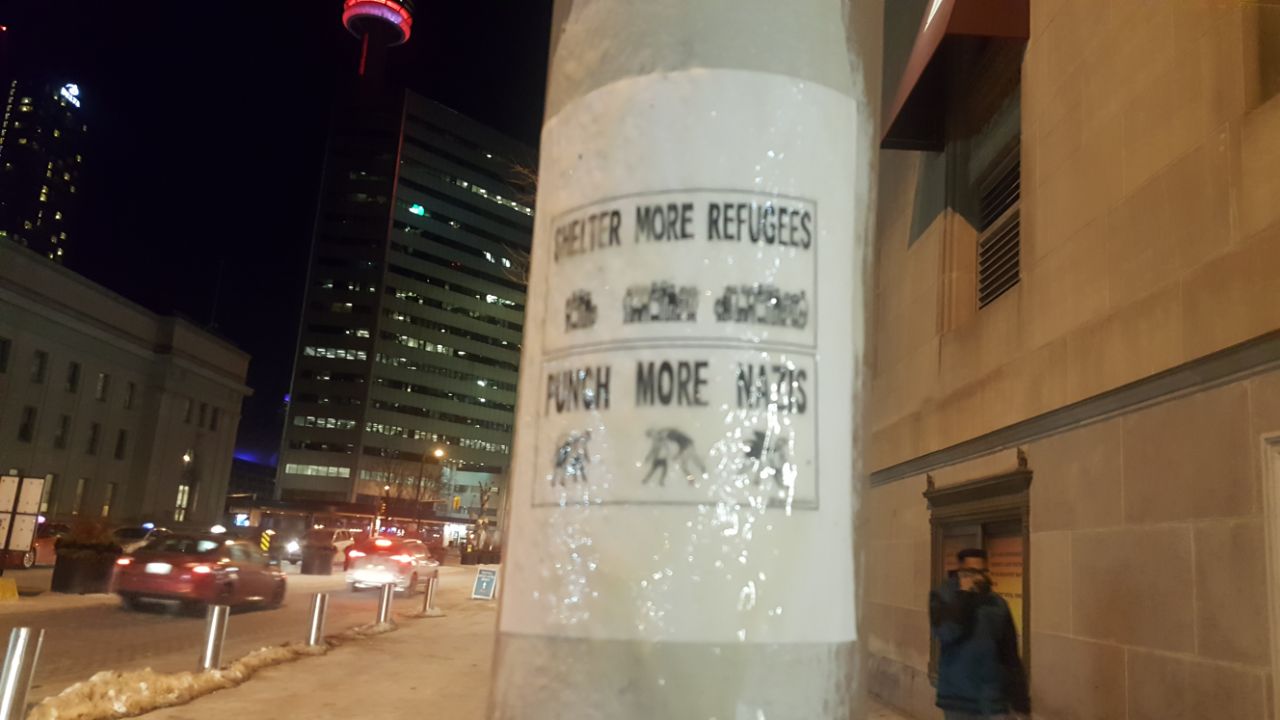 SHELTER MORE REFUGEES
PUNCH MORE NAZIS